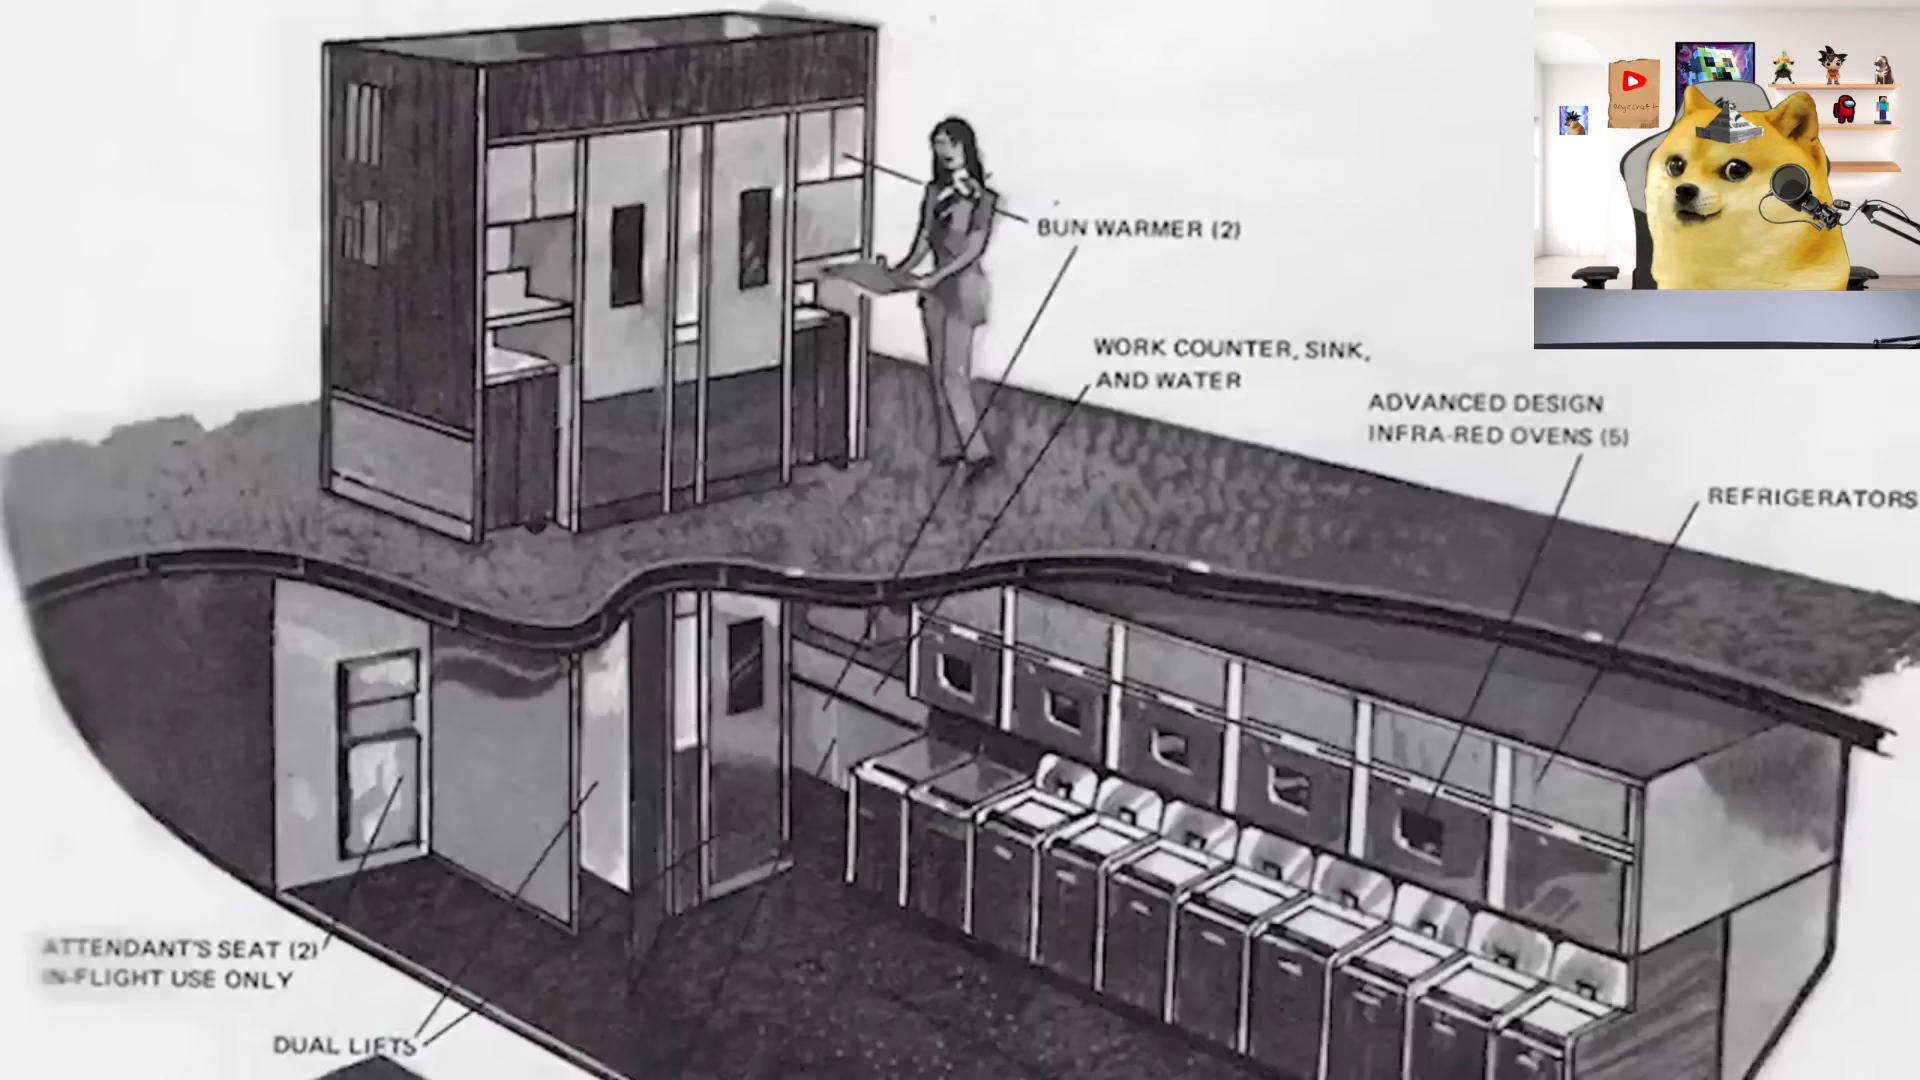 BUN WARMER (2)
WORK COUNTER, SINK,
AND WATER
ADVANCED DESIGN
INFRA-RED OVENS (5)
REFRIGERATORS
ATTENDANT'S SEAT (2)
IN-FLIGHT USE ONLY
DUAL LIFTS